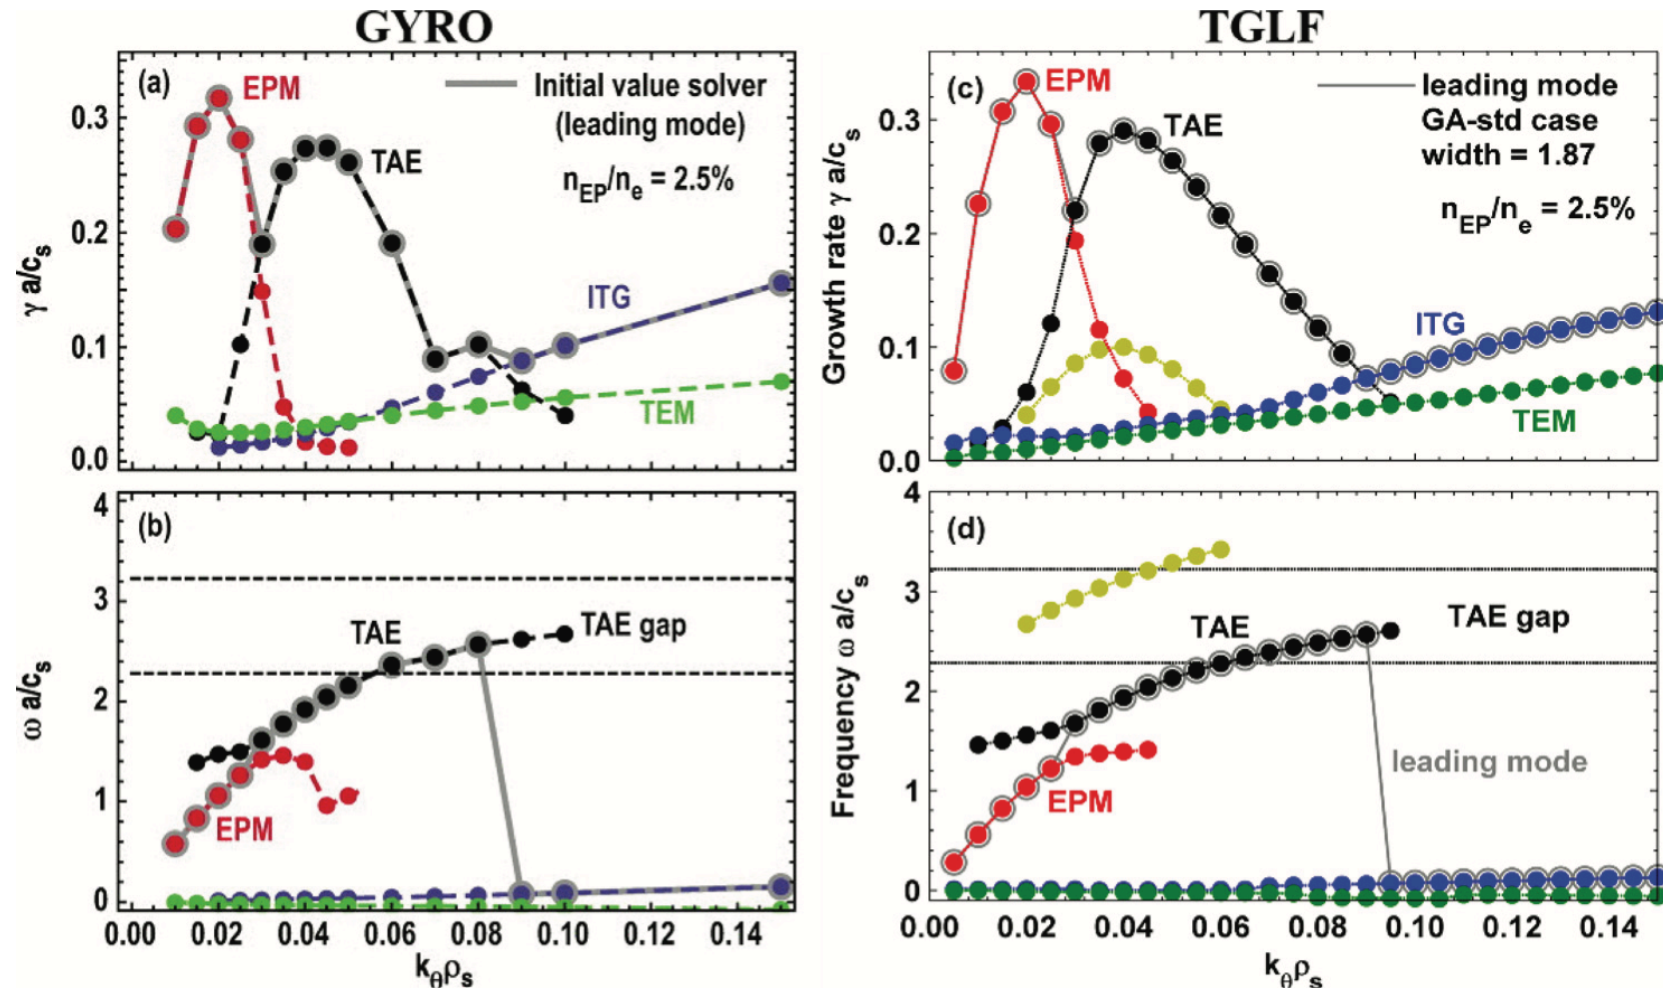 GYRO
TGLF
(a)
EPM
Initial value solver
(leading mode)
TAE
n_EP/n_e = 2.5%
ITG
TEM
γ a/c_s
0.3
0.2
0.1
0.0
(c)
EPM
leading mode
GA-std case
width = 1.87
TAE
n_EP/n_e = 2.5%
ITG
TEM
Growth rate γ a/c_s
0.3
0.2
0.1
0.0
(b)
TAE
TAE gap
EPM
ω a/c_s
4
3
2
1
0
0.00 0.02 0.04 0.06 0.08 0.10 0.12 0.14
k_θρ_s
(d)
TAE
TAE gap
leading mode
EPM
Frequency ω a/c_s
4
3
2
1
0
0.00 0.02 0.04 0.06 0.08 0.10 0.12 0.14
k_θρ_s